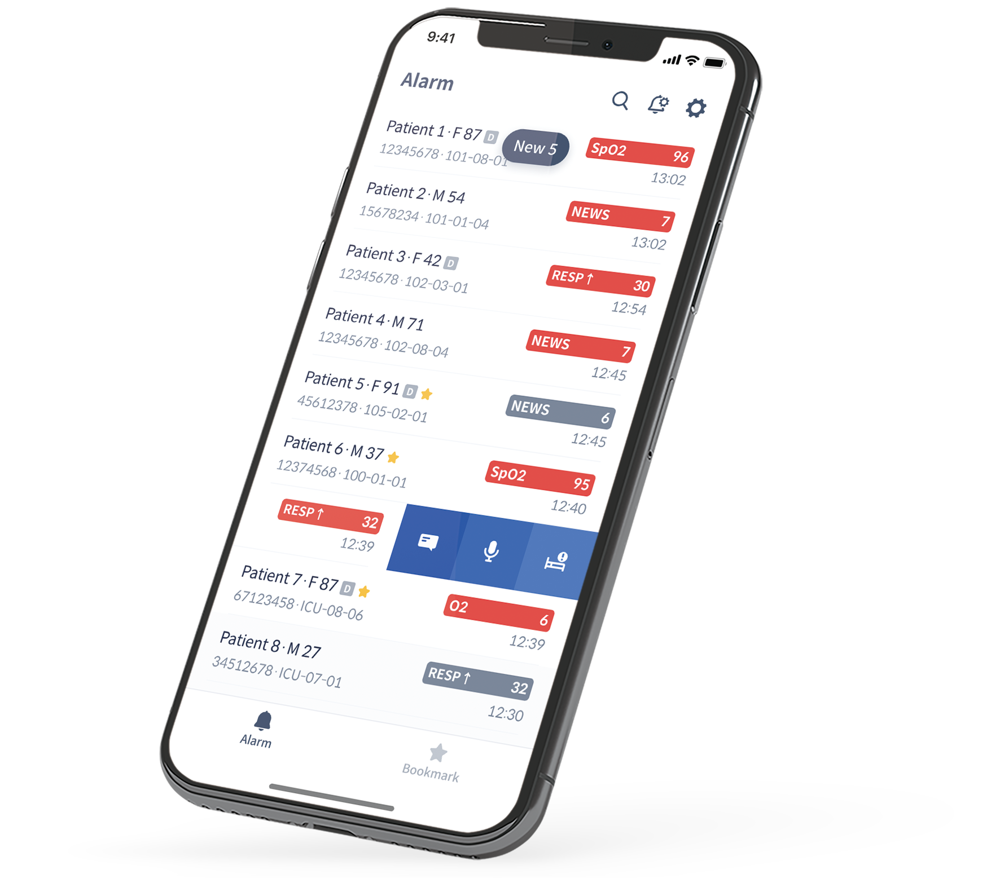 9:41
Alarm
Patient 1 · F 87 D
12345678 · 101-08-01
New 5
SpO2 96
13:02
Patient 2 · M 54
15678234 · 101-01-04
NEWS 7
13:02
Patient 3 · F 42 D
12345678 · 102-03-01
RESP ↑ 30
12:54
Patient 4 · M 71
12345678 · 102-08-04
NEWS 7
12:45
Patient 5 · F 91 D
45612378 · 105-02-01
NEWS 6
12:45
Patient 6 · M 37
12374568 · 100-01-01
SpO2 95
12:40
RESP ↑ 32
12:39
Patient 7 · F 87 D
67123458 · ICU-08-06
O2 6
12:39
Patient 8 · M 27
34512678 · ICU-07-01
RESP ↑ 32
12:30
Alarm
Bookmark